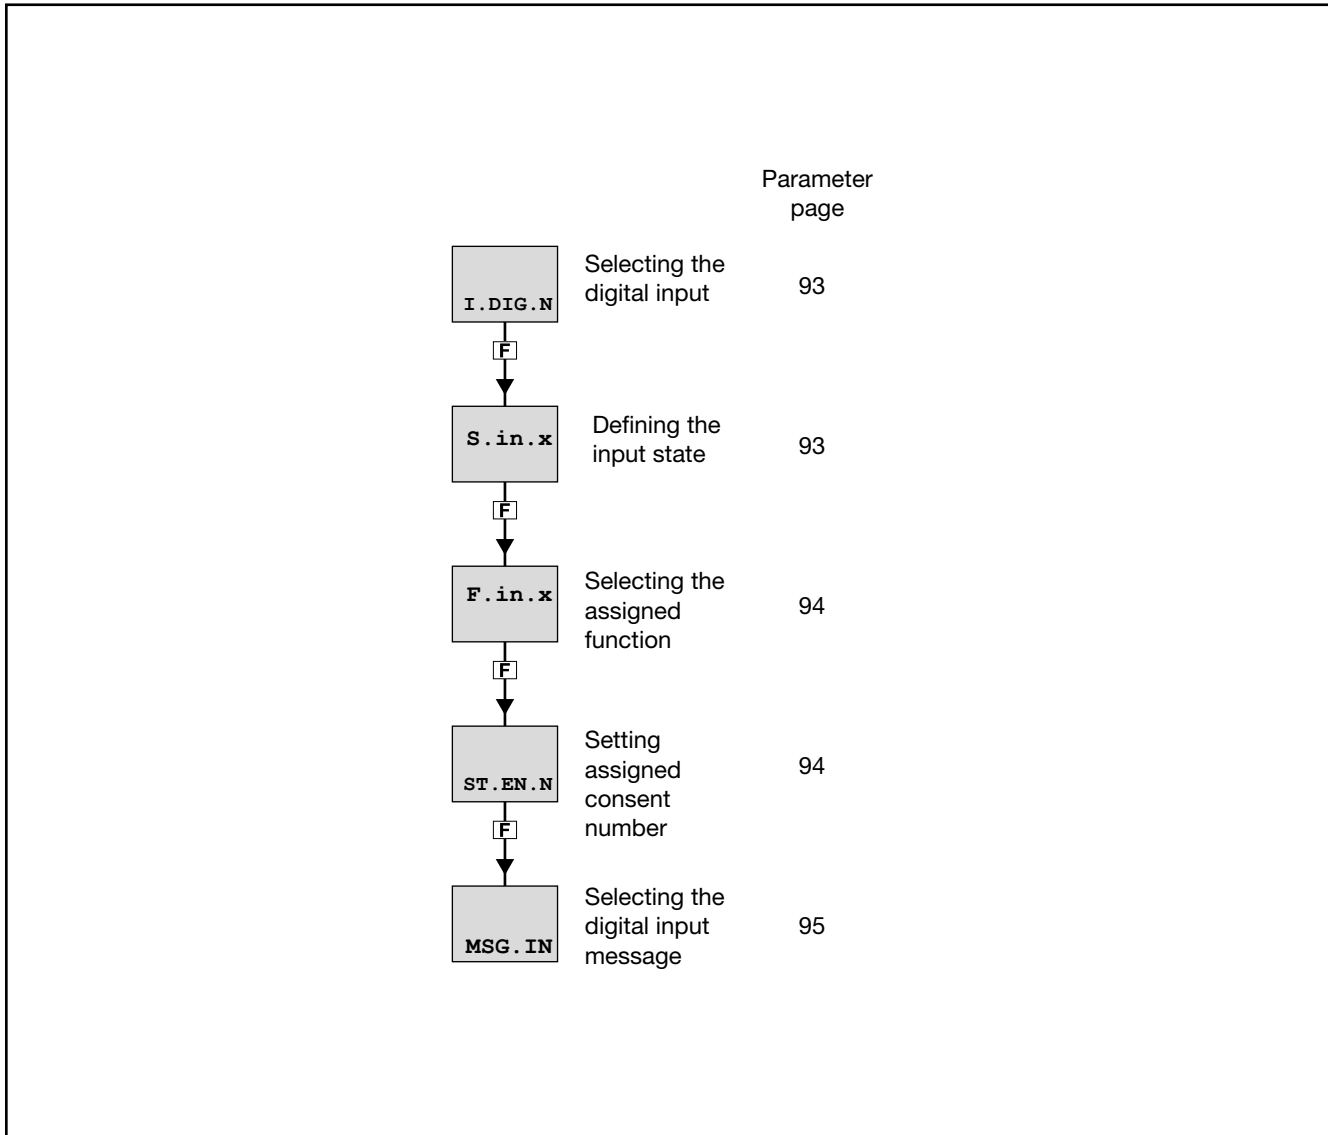 Parameter
page
I.DIG.N
Selecting the
digital input
93
F
S.in.x
Defining the
input state
93
F
F.in.x
Selecting the
assigned
function
94
F
ST.EN.N
Setting
assigned
consent
number
94
F
MSG.IN
Selecting the
digital input
message
95